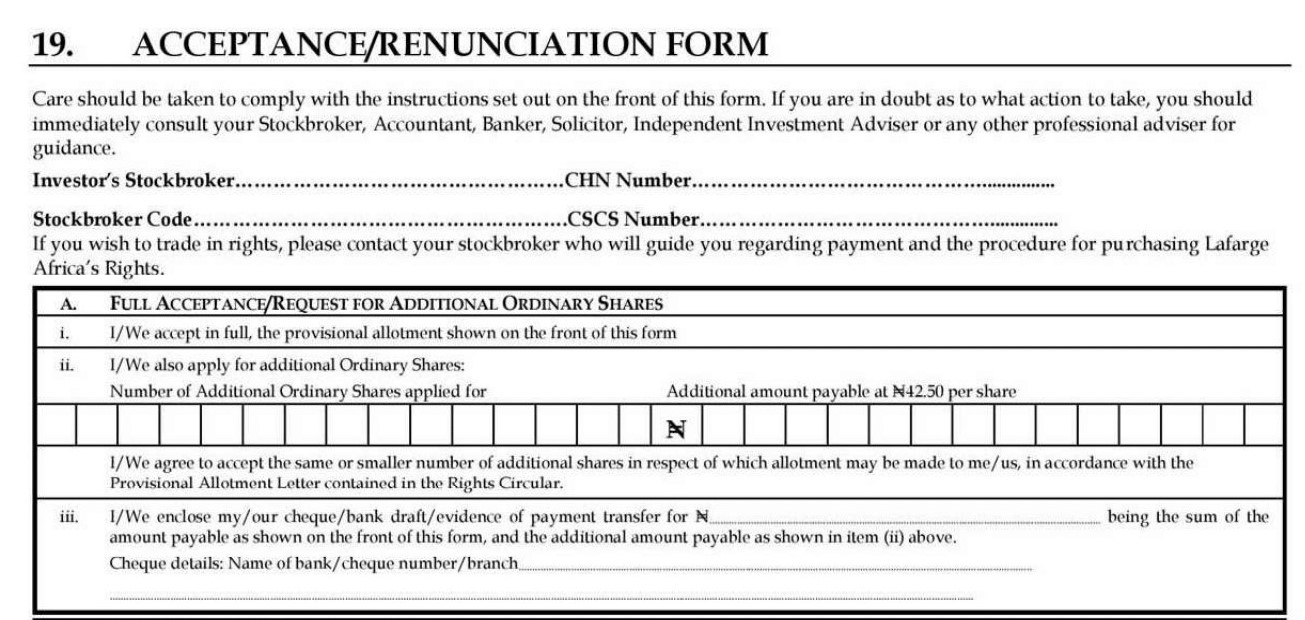 19. ACCEPTANCE/RENUNCIATION FORM
Care should be taken to comply with the instructions set out on the front of this form. If you are in doubt as to what action to take, you should
immediately consult your Stockbroker, Accountant, Banker, Solicitor, Independent Investment Adviser or any other professional adviser for
guidance.
Investor's Stockbroker………………………………………………CHN Number………………………………………...............
Stockbroker Code……………………………………………………CSCS Number………………………………………...............
If you wish to trade in rights, please contact your stockbroker who will guide you regarding payment and the procedure for purchasing Lafarge
Africa's Rights.
A. FULL ACCEPTANCE/REQUEST FOR ADDITIONAL ORDINARY SHARES
i. I/We accept in full, the provisional allotment shown on the front of this form
ii. I/We also apply for additional Ordinary Shares:
Number of Additional Ordinary Shares applied for Additional amount payable at ₦42.50 per share
₦
I/We agree to accept the same or smaller number of additional shares in respect of which allotment may be made to me/us, in accordance with the
Provisional Allotment Letter contained in the Rights Circular.
iii. I/We enclose my/our cheque/bank draft/evidence of payment transfer for ₦........................................ being the sum of the
amount payable as shown on the front of this form, and the additional amount payable as shown in item (ii) above.
Cheque details: Name of bank/cheque number/branch........................................